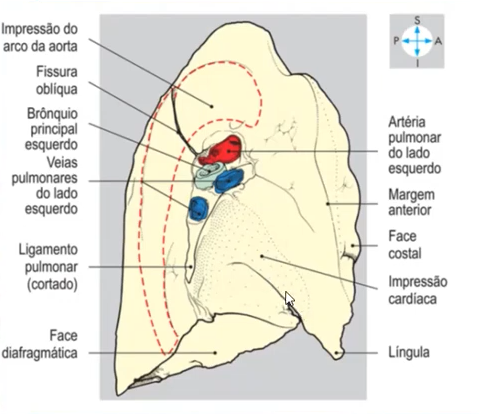 Impressão do
arco da aorta
Fissura
oblíqua
Brônquio
principal
esquerdo
Veias
pulmonares
do lado
esquerdo
Ligamento
pulmonar
(cortado)
Face
diafragmática
S
P A
I
Artéria
pulmonar
do lado
esquerdo
Margem
anterior
Face
costal
Impressão
cardíaca
Língula